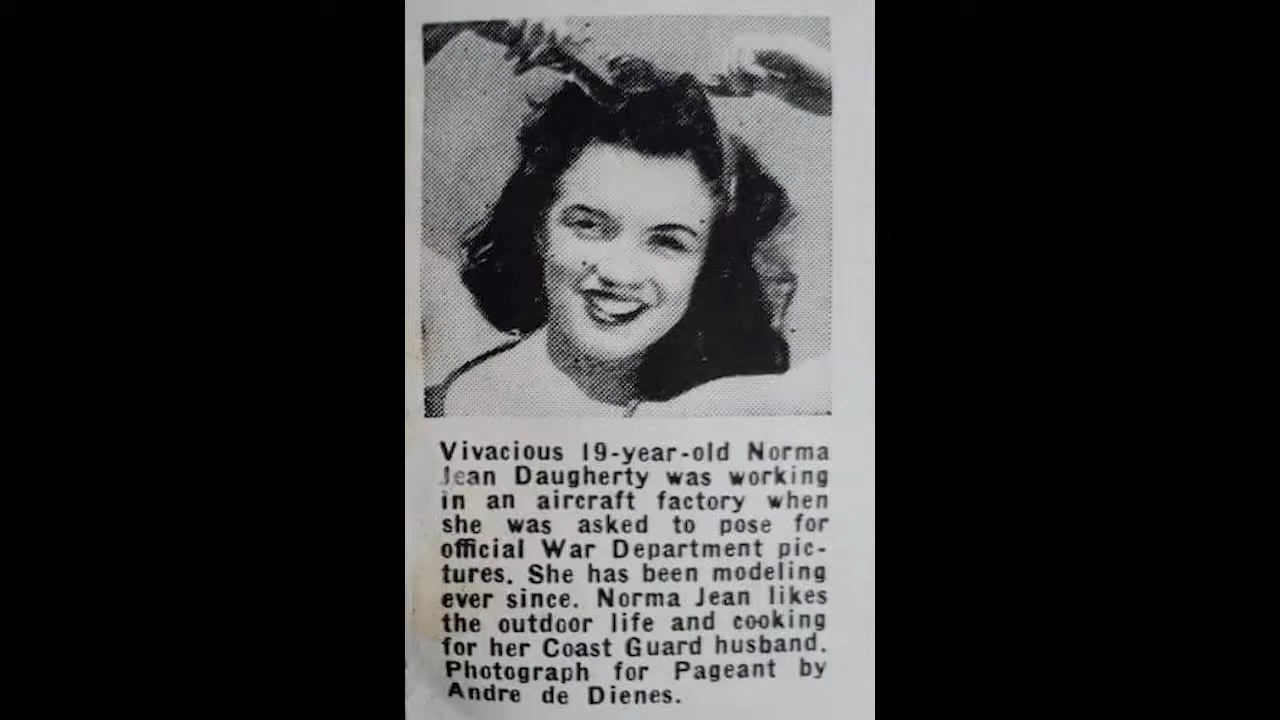 Vivacious 19-year-old Norma
Jean Daugherty was working
in an aircraft factory when
she was asked to pose for
official War Department pic-
tures. She has been modeling
ever since. Norma Jean likes
the outdoor life and cooking
for her Coast Guard husband.
Photograph for Pageant by
Andre de Dienes.